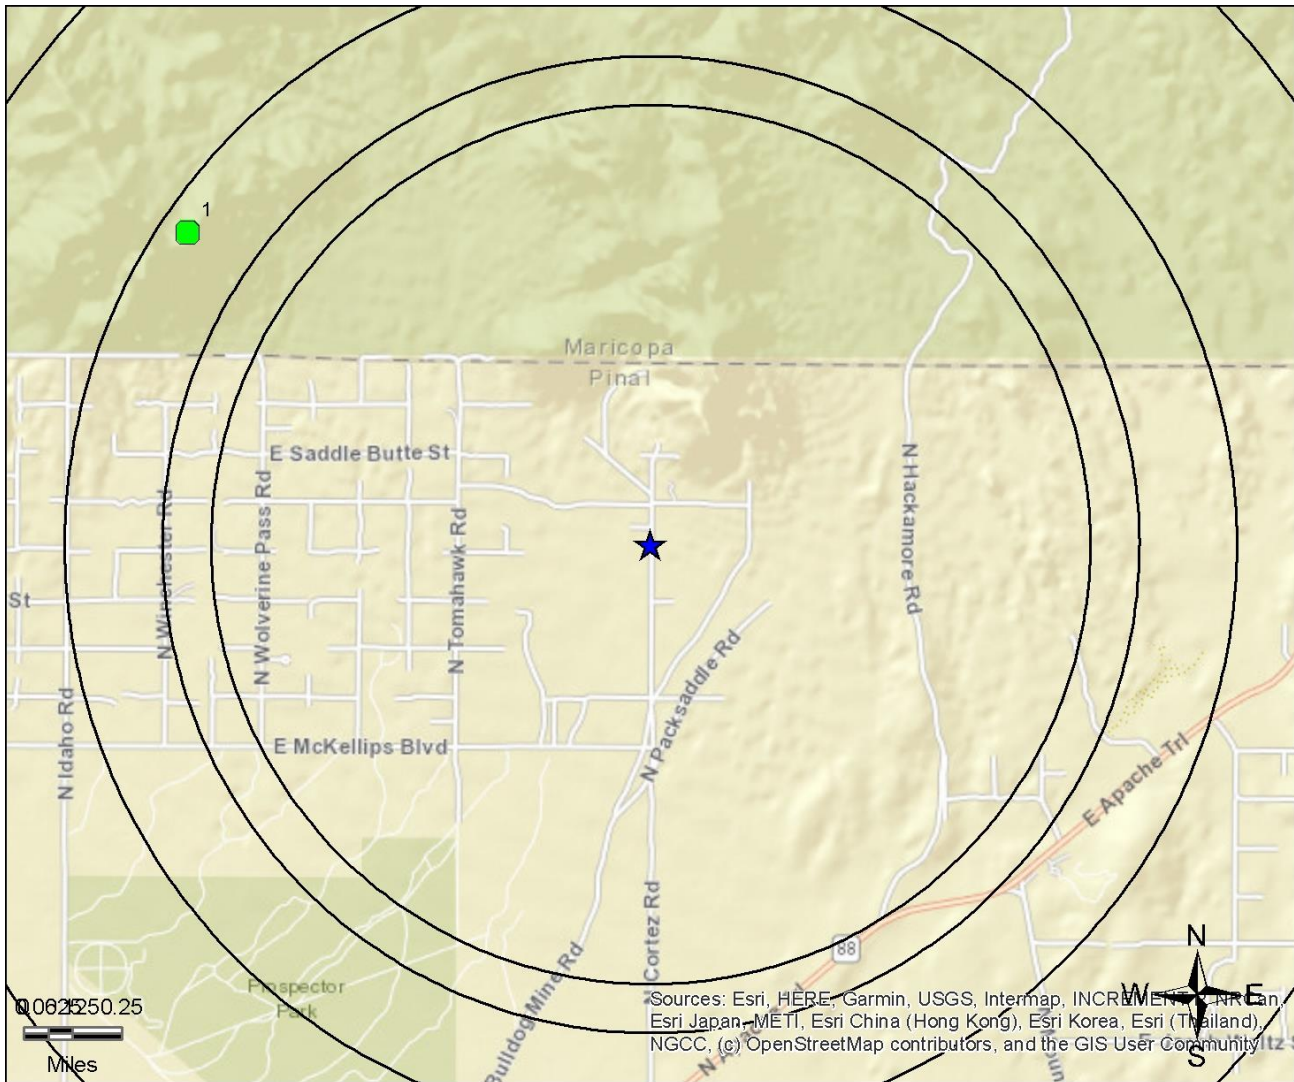 1
Maricopa
Pinal
E Saddle Butte St
N Winchester Rd
N Wolverine Pass Rd
N Tomahawk Rd
N Hackamore Rd
St
N Packsaddle Rd
N Idaho Rd
E McKellips Blvd
E Apache Trl
N Cortez Rd
88
Bulldog Mine Rd
Prospector
Park
N
W
E
S
Miles
Sources: Esri, HERE, Garmin, USGS, Intermap, INCREMENT NRCan,
Esri Japan, METI, Esri China (Hong Kong), Esri Korea, Esri (Thailand),
NGCC, (c) OpenStreetMap contributors, and the GIS User Community